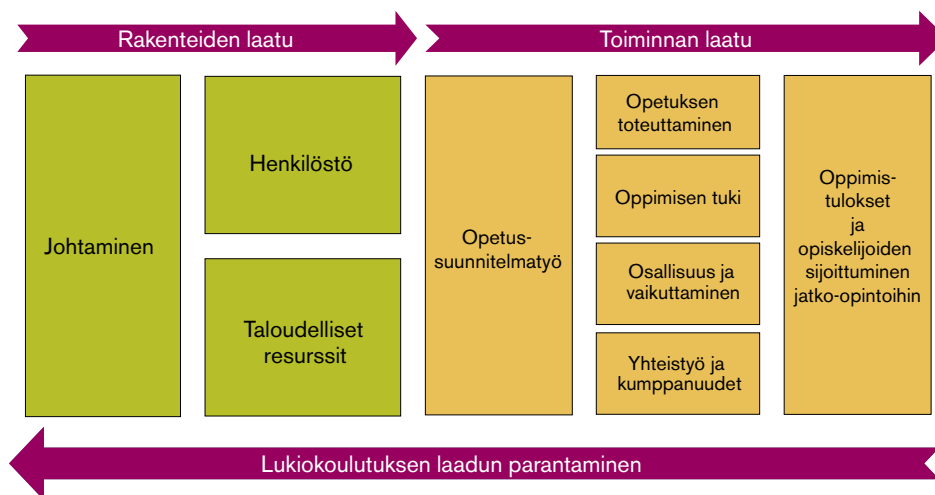 Rakenteiden laatu
Toiminnan laatu
Johtaminen
Henkilöstö
Taloudelliset
resurssit
Opetus-
suunnitelmatyö
Opetuksen
toteuttaminen
Oppimisen tuki
Osallisuus ja
vaikuttaminen
Yhteistyö ja
kumppanuudet
Oppimis-
tulokset
ja
opiskelijoiden
sijoittuminen
jatko-opintoihin
Lukiokoulutuksen laadun parantaminen